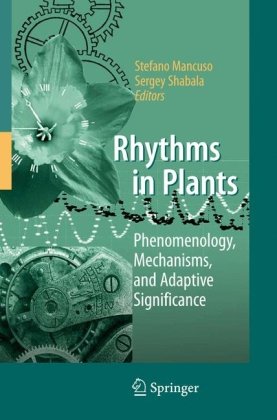 Stefano Mancuso
Sergey Shabala
Editors
Rhythms
in Plants
Phenomenology,
Mechanisms,
and Adaptive
Significance
Springer